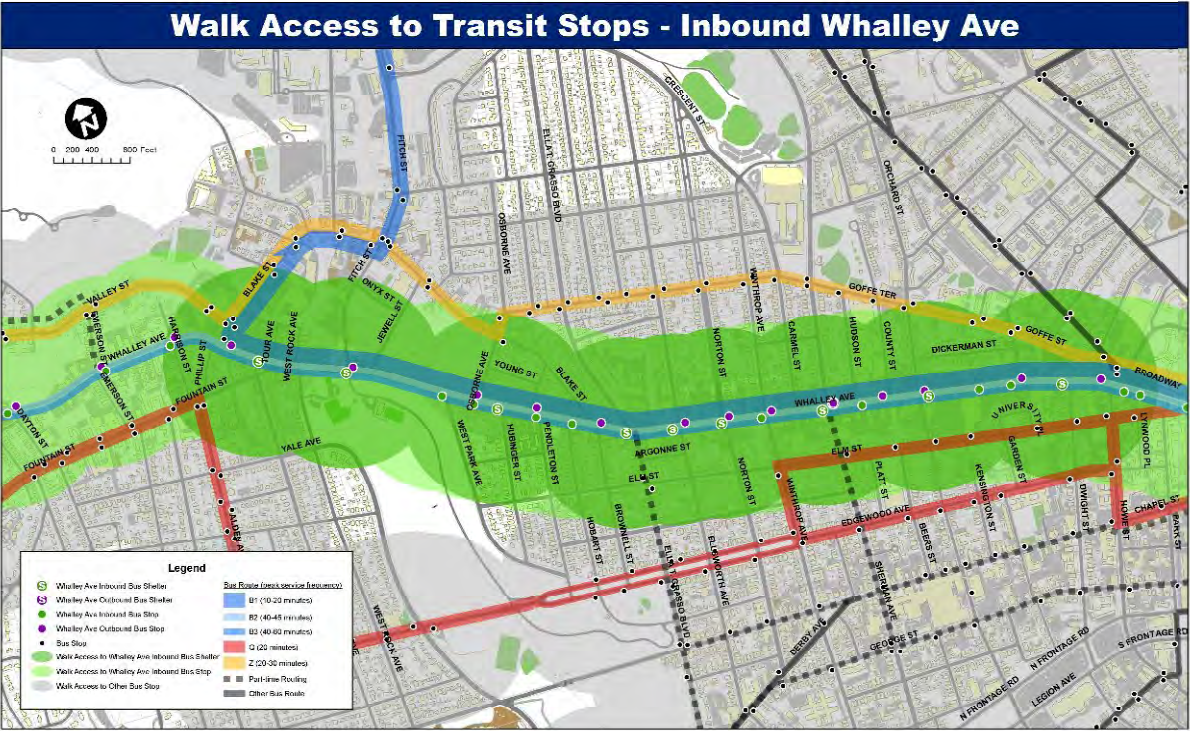 Walk Access to Transit Stops - Inbound Whalley Ave
N
0 200 400 800 Feet
CRESCENT ST
FITCH ST
ELLA T. GRASSO BLVD
ORCHARD ST
OSBORNE AVE
BLAKE ST
FITCH ST
ONYX ST
VALLEY ST
WINTHROP AVE
GOFFE TER
JEWELL ST
EMERSON ST
HARRISON ST
WHALLEY AVE
TOUR AVE
WEST ROCK AVE
PHILLIP ST
NORTON ST
CARMEL ST
HUDSON ST
COUNTY ST
GOFFE ST
DICKERMAN ST
OSBORNE AVE
YOUNG ST
BLAKE ST
BROADWAY
EMERSON ST
FOUNTAIN ST
DAYTON ST
WHALLEY AVE
UNIVERSITY PL
YALE AVE
FOUNTAIN ST
WEST PARK AVE
HUBINGER ST
PENDLETON ST
ARGONNE ST
ELM ST
GARDEN ST
LYNWOOD PL
ELM ST
NORTON ST
WINTHROP AVE
PLATT ST
KENSINGTON ST
DWIGHT ST
HOWE ST
CHAPEL ST
PARK ST
ALDEN AV
HOBART ST
BROWNELL ST
EDGEWOOD AVE
BEERS ST
ELLA T. GRASSO BLVD
ELLSWORTH AVE
SHERMAN AVE
WEST ROCK AVE
DERBY AVE
GEORGE ST
N FRONTAGE RD
S FRONTAGE RD
N FRONTAGE RD
LEGION AVE
Legend
Whalley Ave Inbound Bus Shelter
Whalley Ave Outbound Bus Shelter
Whalley Ave Inbound Bus Stop
Whalley Ave Outbound Bus Stop
Bus Stop
Walk Access to Whalley Ave Inbound Bus Shelter
Walk Access to Whalley Ave Inbound Bus Stop
Walk Access to Other Bus Stop
Bus Route (peak service frequency)
B1 (10-20 minutes)
B2 (40-45 minutes)
B3 (40-60 minutes)
Q (20 minutes)
Z (20-30 minutes)
Part-time Routing
Other Bus Route